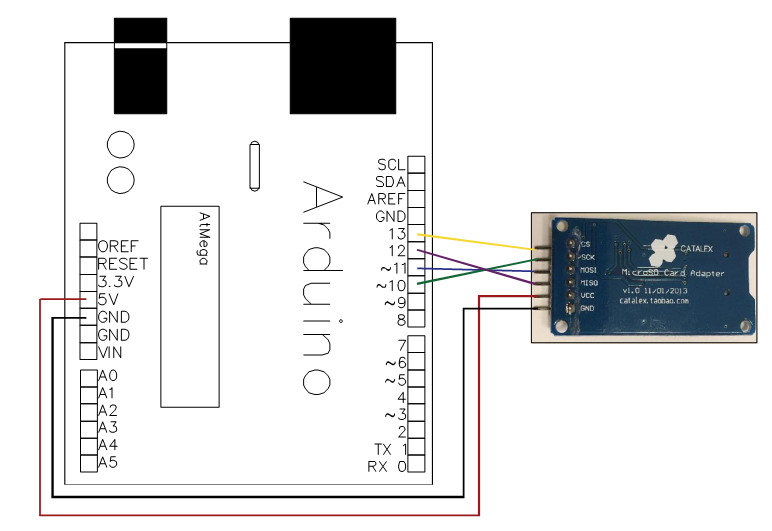 AtMega
Arduino
OREF
RESET
3.3V
5V
GND
GND
VIN
A0
A1
A2
A3
A4
A5
SCL
SDA
AREF
GND
13
12
~11
~10
~9
8
7
~6
~5
4
~3
2
TX 1
RX 0
CS
SCK
MOSI
MISO
VCC
GND
CATALEX
MicroSD Card Adapter
v1.0 11/01/2013
catalex.taobao.com